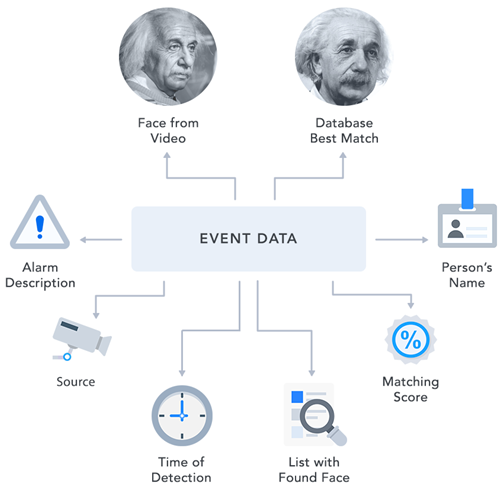 Face from
Video
Database
Best Match
EVENT DATA
Alarm
Description
Person's
Name
Source
%
Matching
Score
Time of
Detection
List with
Found Face